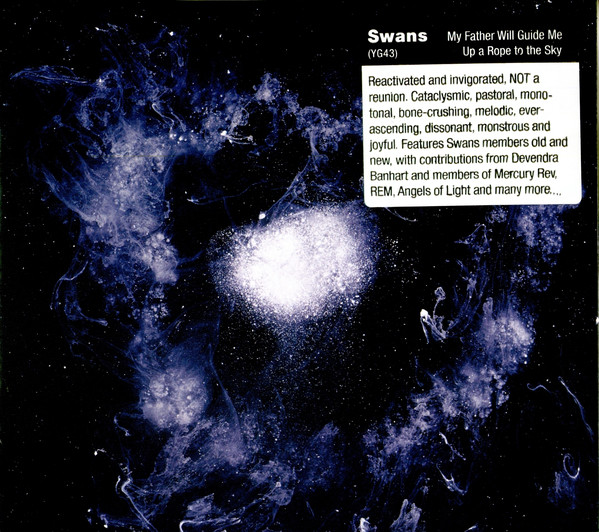 Swans
(YG43)
My Father Will Guide Me
Up a Rope to the Sky
Reactivated and invigorated, NOT a
reunion. Cataclysmic, pastoral, mono-
tonal, bone-crushing, melodic, ever-
ascending, dissonant, monstrous and
joyful. Features Swans members old and
new, with contributions from Devendra
Banhart and members of Mercury Rev,
REM, Angels of Light and many more....